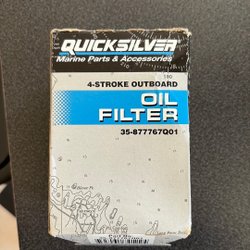 QUICKSILVER
Marine Parts & Accessories
4-STROKE OUTBOARD
OIL
FILTER
35-877767Q01